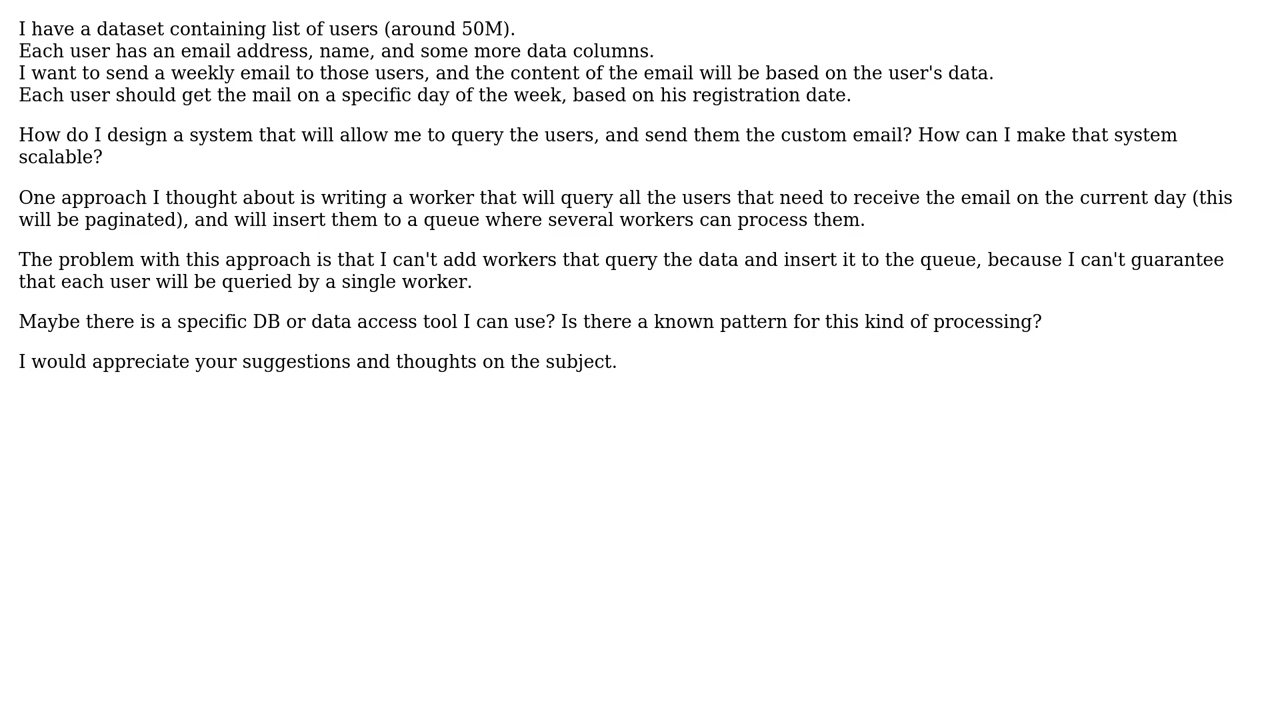 I have a dataset containing list of users (around 50M).
Each user has an email address, name, and some more data columns.
I want to send a weekly email to those users, and the content of the email will be based on the user's data.
Each user should get the mail on a specific day of the week, based on his registration date.
How do I design a system that will allow me to query the users, and send them the custom email? How can I make that system
scalable?
One approach I thought about is writing a worker that will query all the users that need to receive the email on the current day (this
will be paginated), and will insert them to a queue where several workers can process them.
The problem with this approach is that I can't add workers that query the data and insert it to the queue, because I can't guarantee
that each user will be queried by a single worker.
Maybe there is a specific DB or data access tool I can use? Is there a known pattern for this kind of processing?
I would appreciate your suggestions and thoughts on the subject.